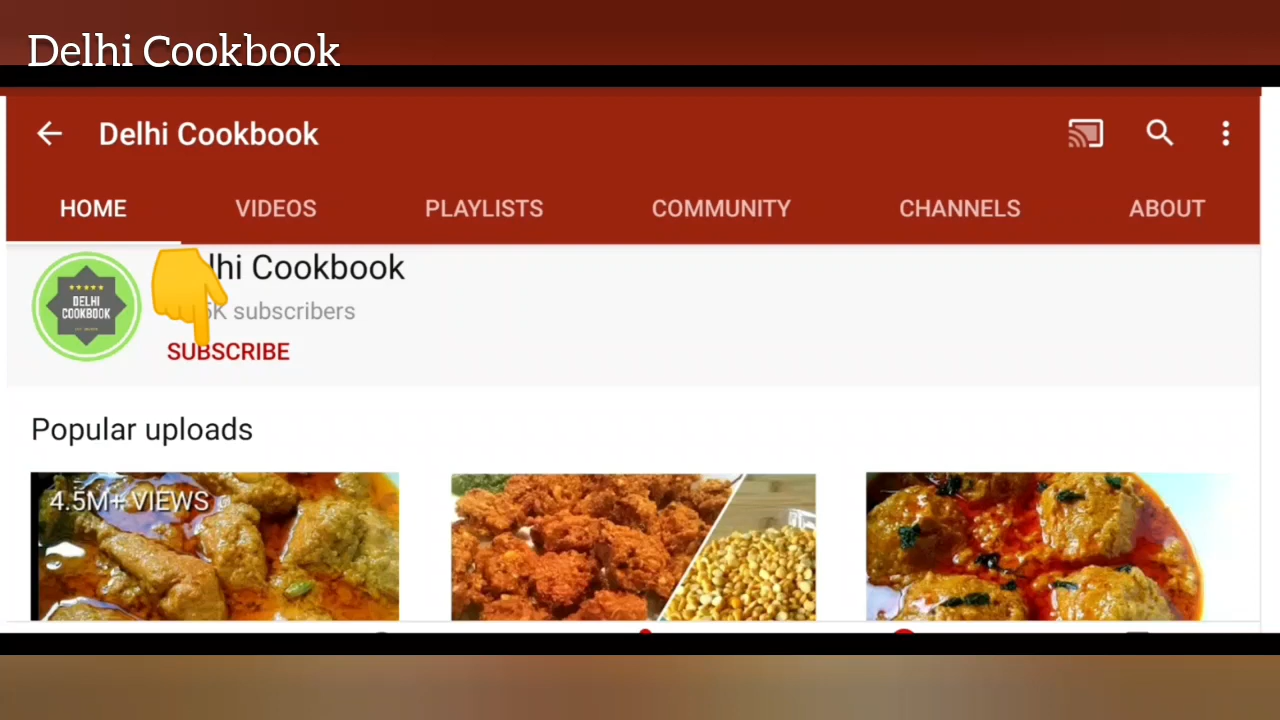 Delhi Cookbook
Delhi Cookbook
HOME VIDEOS PLAYLISTS COMMUNITY CHANNELS ABOUT
DELHI
COOKBOOK
lhi Cookbook
5K subscribers
SUBSCRIBE
Popular uploads
4.5M+ VIEWS